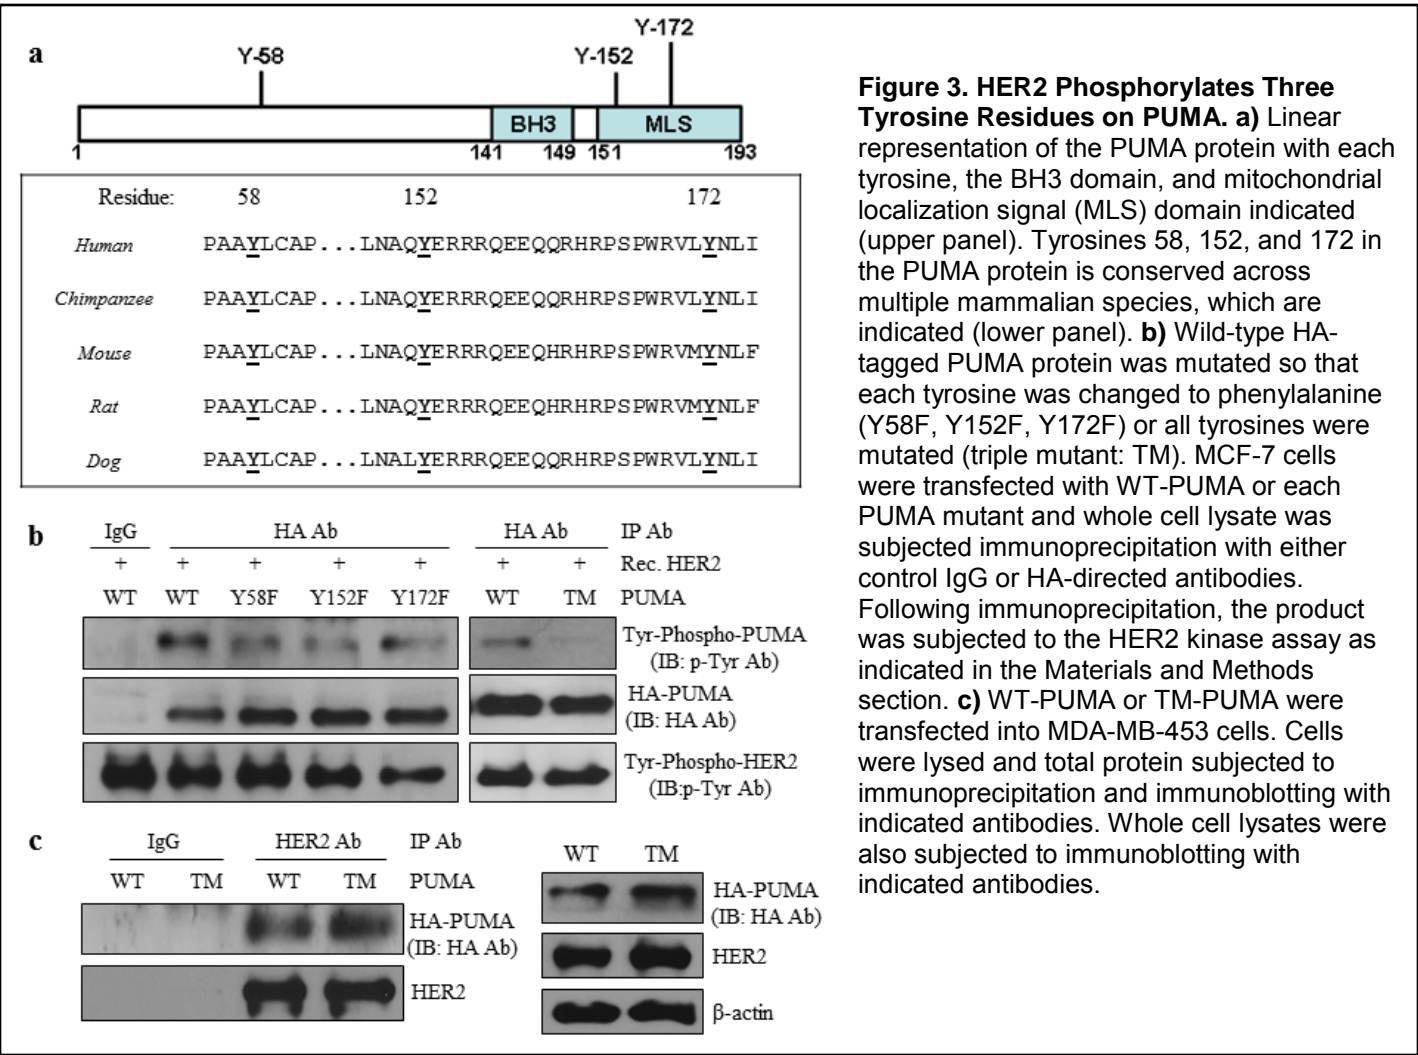 a
Y-58
Y-152
Y-172
BH3
MLS
1
141
149
151
193
Residue: 58 152 172
Human PAAYLCAP...LNAQYERRRQEEQQRHRPSPWRVLYNLI
Chimpanzee PAAYLCAP...LNAQYERRRQEEQQRHRPSPWRVLYNLI
Mouse PAAYLCAP...LNAQYERRRQEEQHRHRPSPWRVMYNLF
Rat PAAYLCAP...LNAQYERRRQEEQHRHRPSPWRVMYNLF
Dog PAAYLCAP...LNALYERRRQEEQQRHRPSPWRVLYNLI
b
IgG HA Ab HA Ab IP Ab
+ + + + + + + Rec. HER2
WT WT Y58F Y152F Y172F WT TM PUMA
Tyr-Phospho-PUMA
(IB: p-Tyr Ab)
HA-PUMA
(IB: HA Ab)
Tyr-Phospho-HER2
(IB:p-Tyr Ab)
c
IgG HER2 Ab IP Ab
WT TM WT TM PUMA
HA-PUMA
(IB: HA Ab)
HER2
WT TM
HA-PUMA
(IB: HA Ab)
HER2
β-actin
Figure 3. HER2 Phosphorylates Three
Tyrosine Residues on PUMA. a) Linear
representation of the PUMA protein with each
tyrosine, the BH3 domain, and mitochondrial
localization signal (MLS) domain indicated
(upper panel). Tyrosines 58, 152, and 172 in
the PUMA protein is conserved across
multiple mammalian species, which are
indicated (lower panel). b) Wild-type HA-
tagged PUMA protein was mutated so that
each tyrosine was changed to phenylalanine
(Y58F, Y152F, Y172F) or all tyrosines were
mutated (triple mutant: TM). MCF-7 cells
were transfected with WT-PUMA or each
PUMA mutant and whole cell lysate was
subjected immunoprecipitation with either
control IgG or HA-directed antibodies.
Following immunoprecipitation, the product
was subjected to the HER2 kinase assay as
indicated in the Materials and Methods
section. c) WT-PUMA or TM-PUMA were
transfected into MDA-MB-453 cells. Cells
were lysed and total protein subjected to
immunoprecipitation and immunoblotting with
indicated antibodies. Whole cell lysates were
also subjected to immunoblotting with
indicated antibodies.